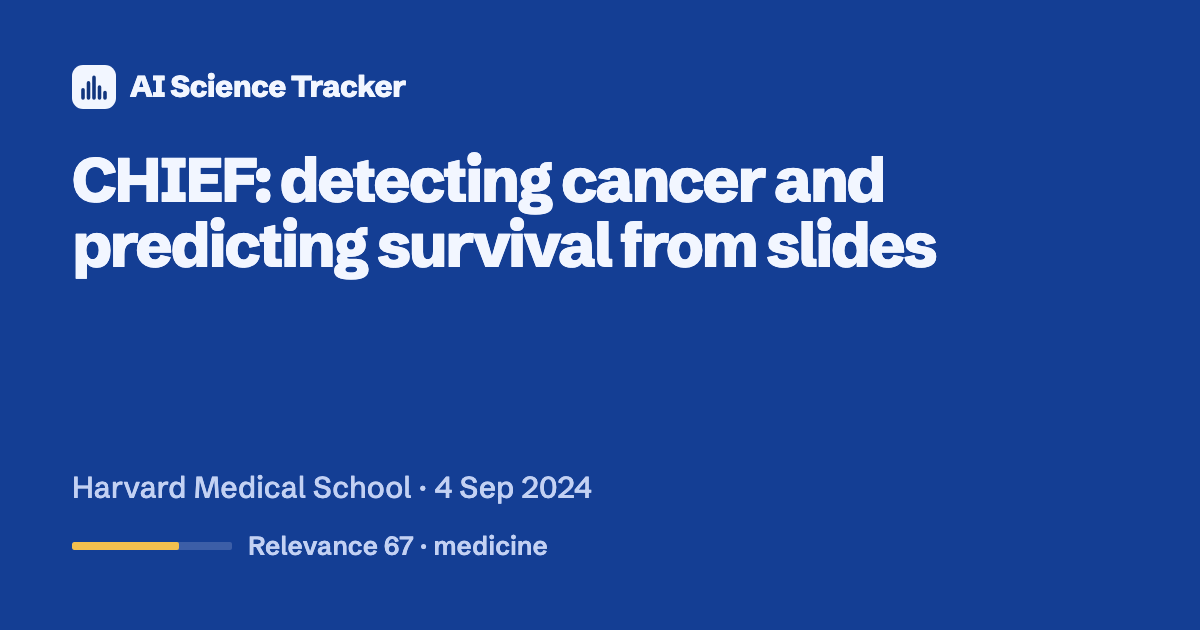 AI Science Tracker
CHIEF: detecting cancer and
predicting survival from slides
Harvard Medical School · 4 Sep 2024
Relevance 67 · medicine